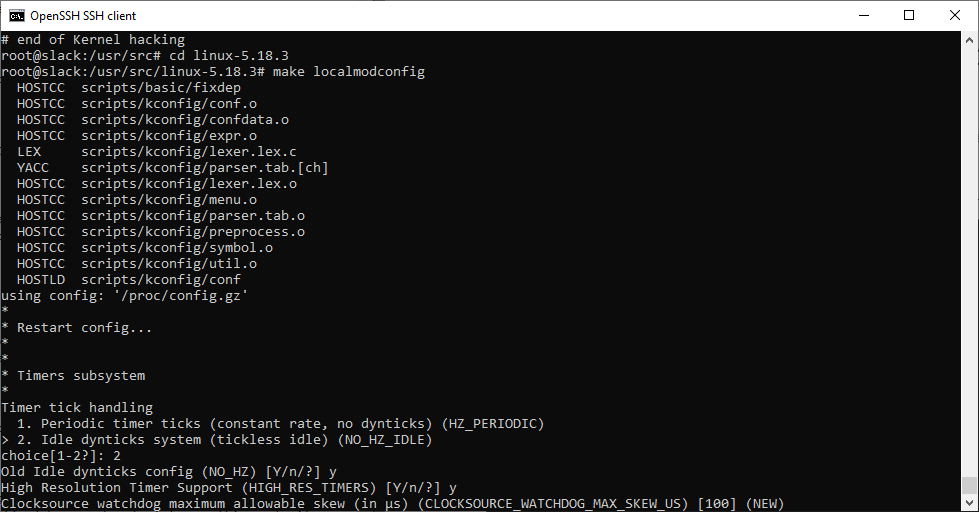 OpenSSH SSH client
# end of Kernel hacking
root@slack:/usr/src# cd linux-5.18.3
root@slack:/usr/src/linux-5.18.3# make localmodconfig
  HOSTCC  scripts/basic/fixdep
  HOSTCC  scripts/kconfig/conf.o
  HOSTCC  scripts/kconfig/confdata.o
  HOSTCC  scripts/kconfig/expr.o
  LEX     scripts/kconfig/lexer.lex.c
  YACC    scripts/kconfig/parser.tab.[ch]
  HOSTCC  scripts/kconfig/lexer.lex.o
  HOSTCC  scripts/kconfig/menu.o
  HOSTCC  scripts/kconfig/parser.tab.o
  HOSTCC  scripts/kconfig/preprocess.o
  HOSTCC  scripts/kconfig/symbol.o
  HOSTCC  scripts/kconfig/util.o
  HOSTLD  scripts/kconfig/conf
using config: '/proc/config.gz'
*
* Restart config...
*
*
* Timers subsystem
*
Timer tick handling
  1. Periodic timer ticks (constant rate, no dynticks) (HZ_PERIODIC)
> 2. Idle dynticks system (tickless idle) (NO_HZ_IDLE)
choice[1-2?]: 2
Old Idle dynticks config (NO_HZ) [Y/n/?] y
High Resolution Timer Support (HIGH_RES_TIMERS) [Y/n/?] y
Clocksource watchdog maximum allowable skew (in µs) (CLOCKSOURCE_WATCHDOG_MAX_SKEW_US) [100] (NEW)